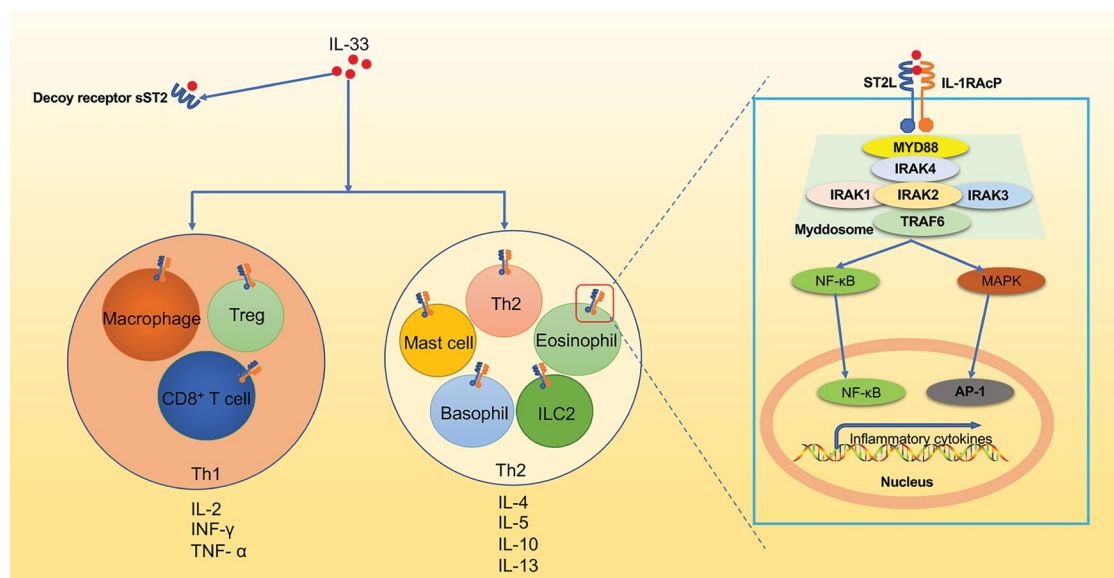 IL-33
Decoy receptor sST2
Macrophage
Treg
CD8⁺ T cell
Th1
IL-2
INF-γ
TNF- α
Th2
Mast cell
Eosinophil
Basophil
ILC2
Th2
IL-4
IL-5
IL-10
IL-13
ST2L
IL-1RAcP
MYD88
IRAK4
IRAK1
IRAK2
IRAK3
TRAF6
Myddosome
NF-κB
MAPK
NF-κB
AP-1
Inflammatory cytokines
Nucleus